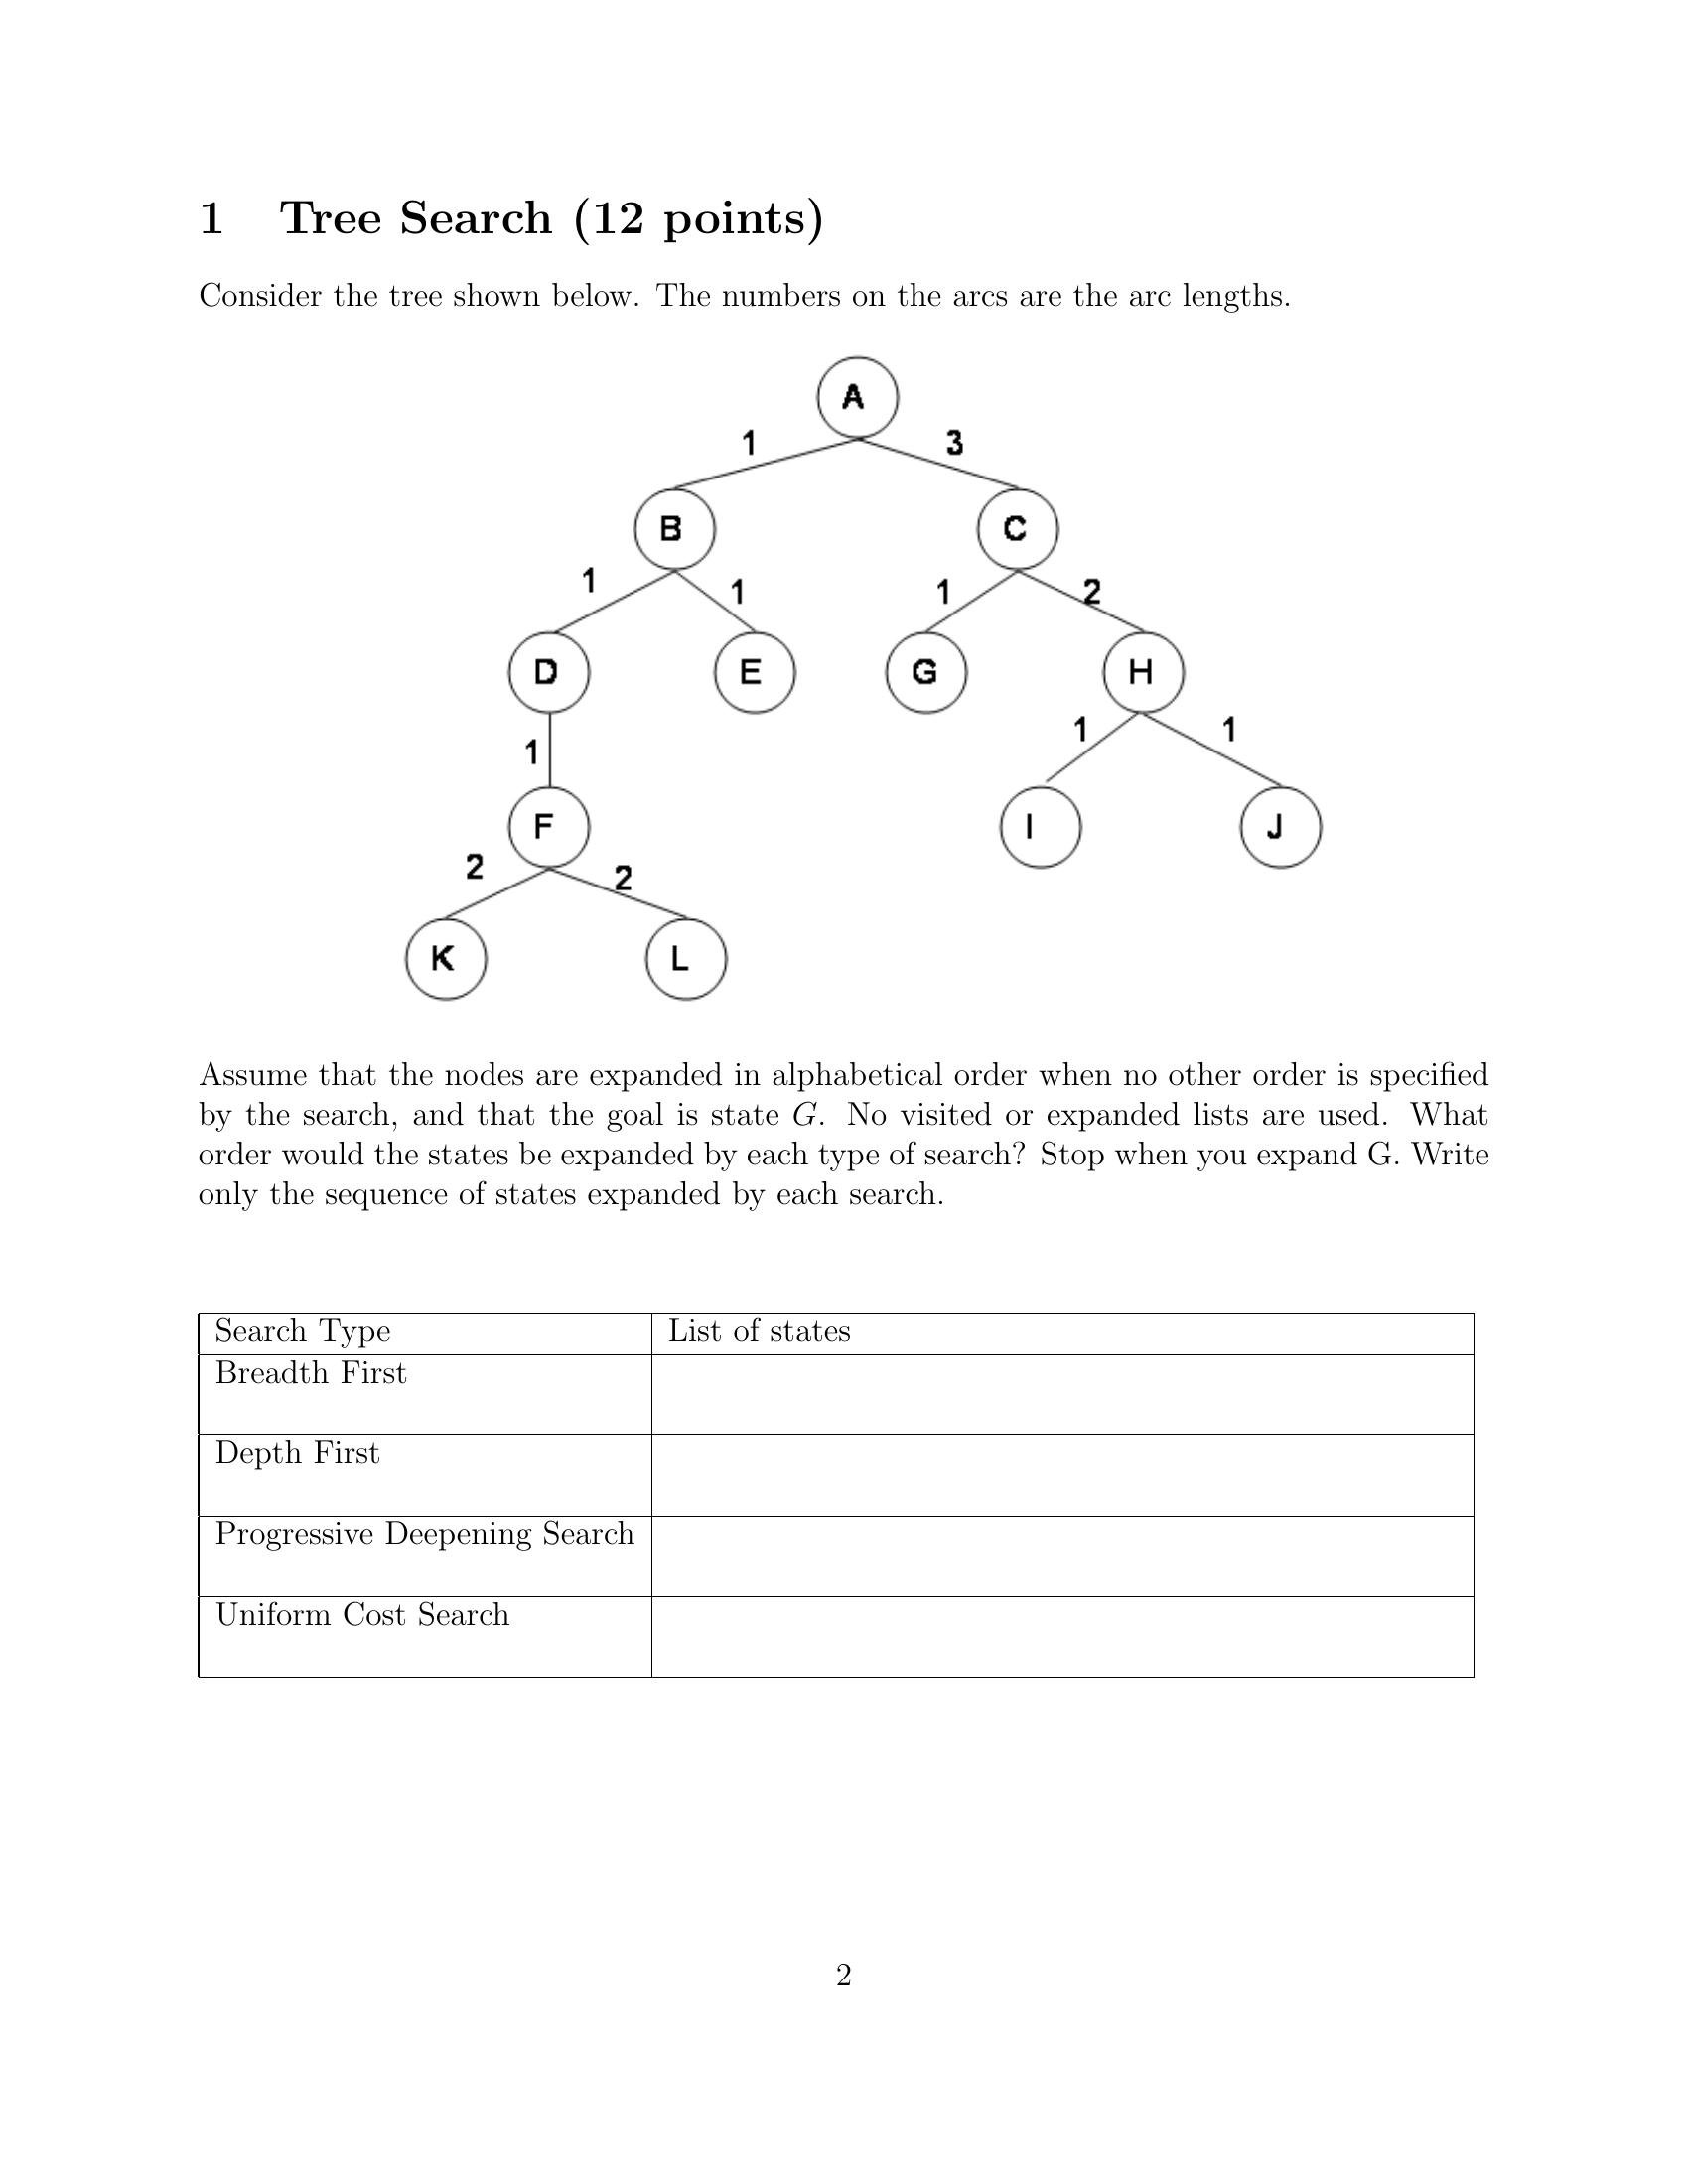 1 Tree Search (12 points)
Consider the tree shown below. The numbers on the arcs are the arc lengths.
A
1 3
B C
1 1 1 2
D E G H
1 1 1
F I J
2 2
K L
Assume that the nodes are expanded in alphabetical order when no other order is specified
by the search, and that the goal is state G. No visited or expanded lists are used. What
order would the states be expanded by each type of search? Stop when you expand G. Write
only the sequence of states expanded by each search.
Search Type List of states
Breadth First
Depth First
Progressive Deepening Search
Uniform Cost Search
2